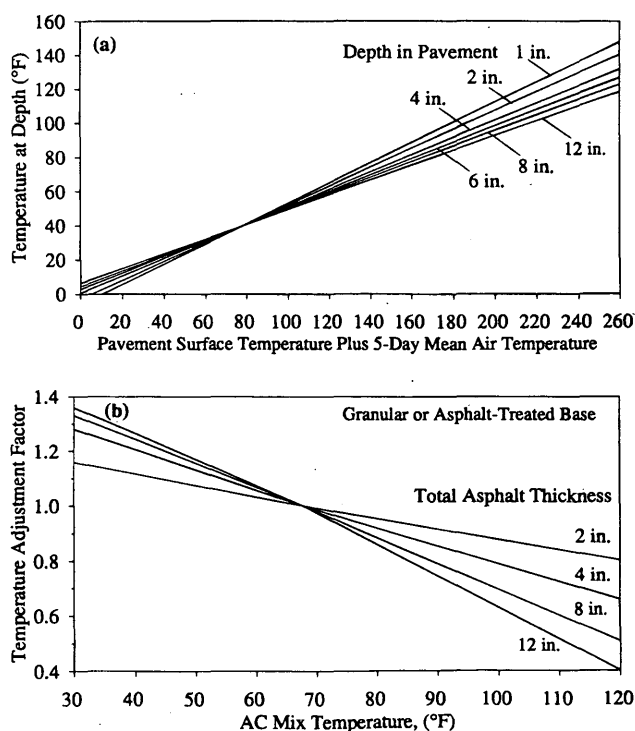 (a)
Depth in Pavement
1 in.
2 in.
4 in.
6 in.
8 in.
12 in.
Temperature at Depth (°F)
160
140
120
100
80
60
40
20
0
0 20 40 60 80 100 120 140 160 180 200 220 240 260
Pavement Surface Temperature Plus 5-Day Mean Air Temperature
(b)
Granular or Asphalt-Treated Base
Total Asphalt Thickness
2 in.
4 in.
8 in.
12 in.
Temperature Adjustment Factor
1.4
1.2
1.0
0.8
0.6
0.4
30 40 50 60 70 80 90 100 110 120
AC Mix Temperature, (°F)